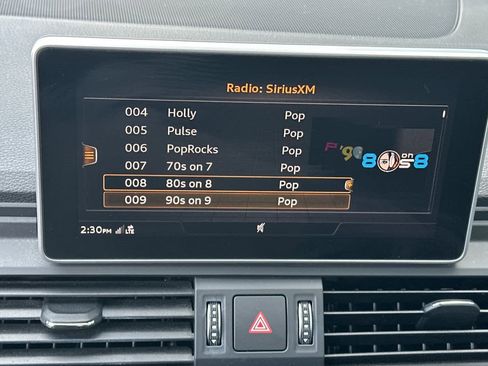 Radio: SiriusXM
004 Holly Pop
005 Pulse Pop
006 PopRocks Pop
007 70s on 7 Pop
008 80s on 8 Pop
009 90s on 9 Pop
80s on 8
2:30PM LTE